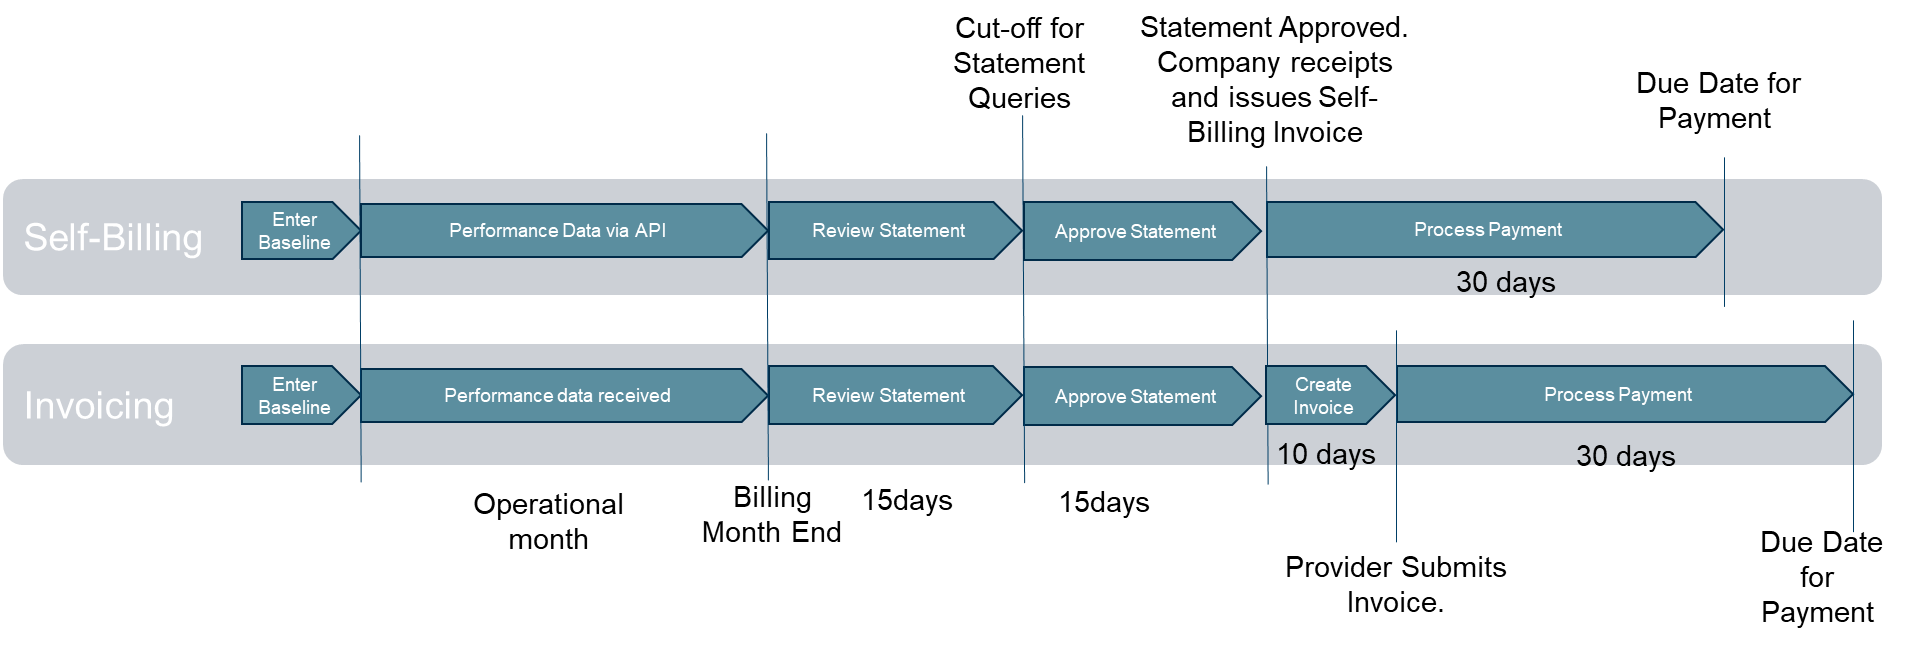 Cut-off for
Statement
Queries
Statement Approved.
Company receipts
and issues Self-
Billing Invoice
Due Date for
Payment
Self-Billing
Enter
Baseline
Performance Data via API
Review Statement
Approve Statement
Process Payment
30 days
Invoicing
Enter
Baseline
Performance data received
Review Statement
Approve Statement
Create
Invoice
Process Payment
10 days
30 days
Operational
month
Billing
Month End
15days
15days
Provider Submits
Invoice.
Due Date
for
Payment